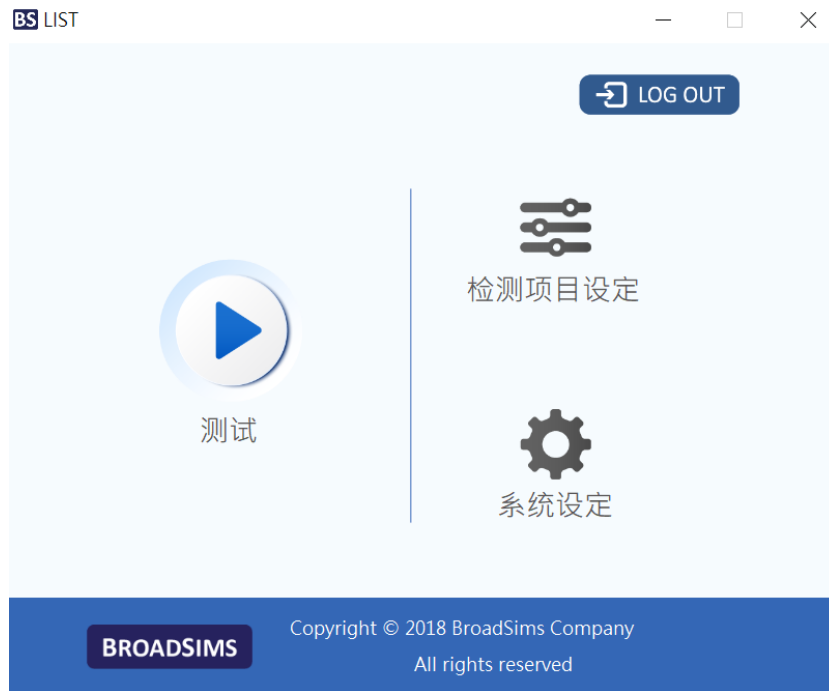 BS LIST
LOG OUT
检测项目设定
测试
系统设定
BROADSIMS
Copyright © 2018 BroadSims Company
All rights reserved